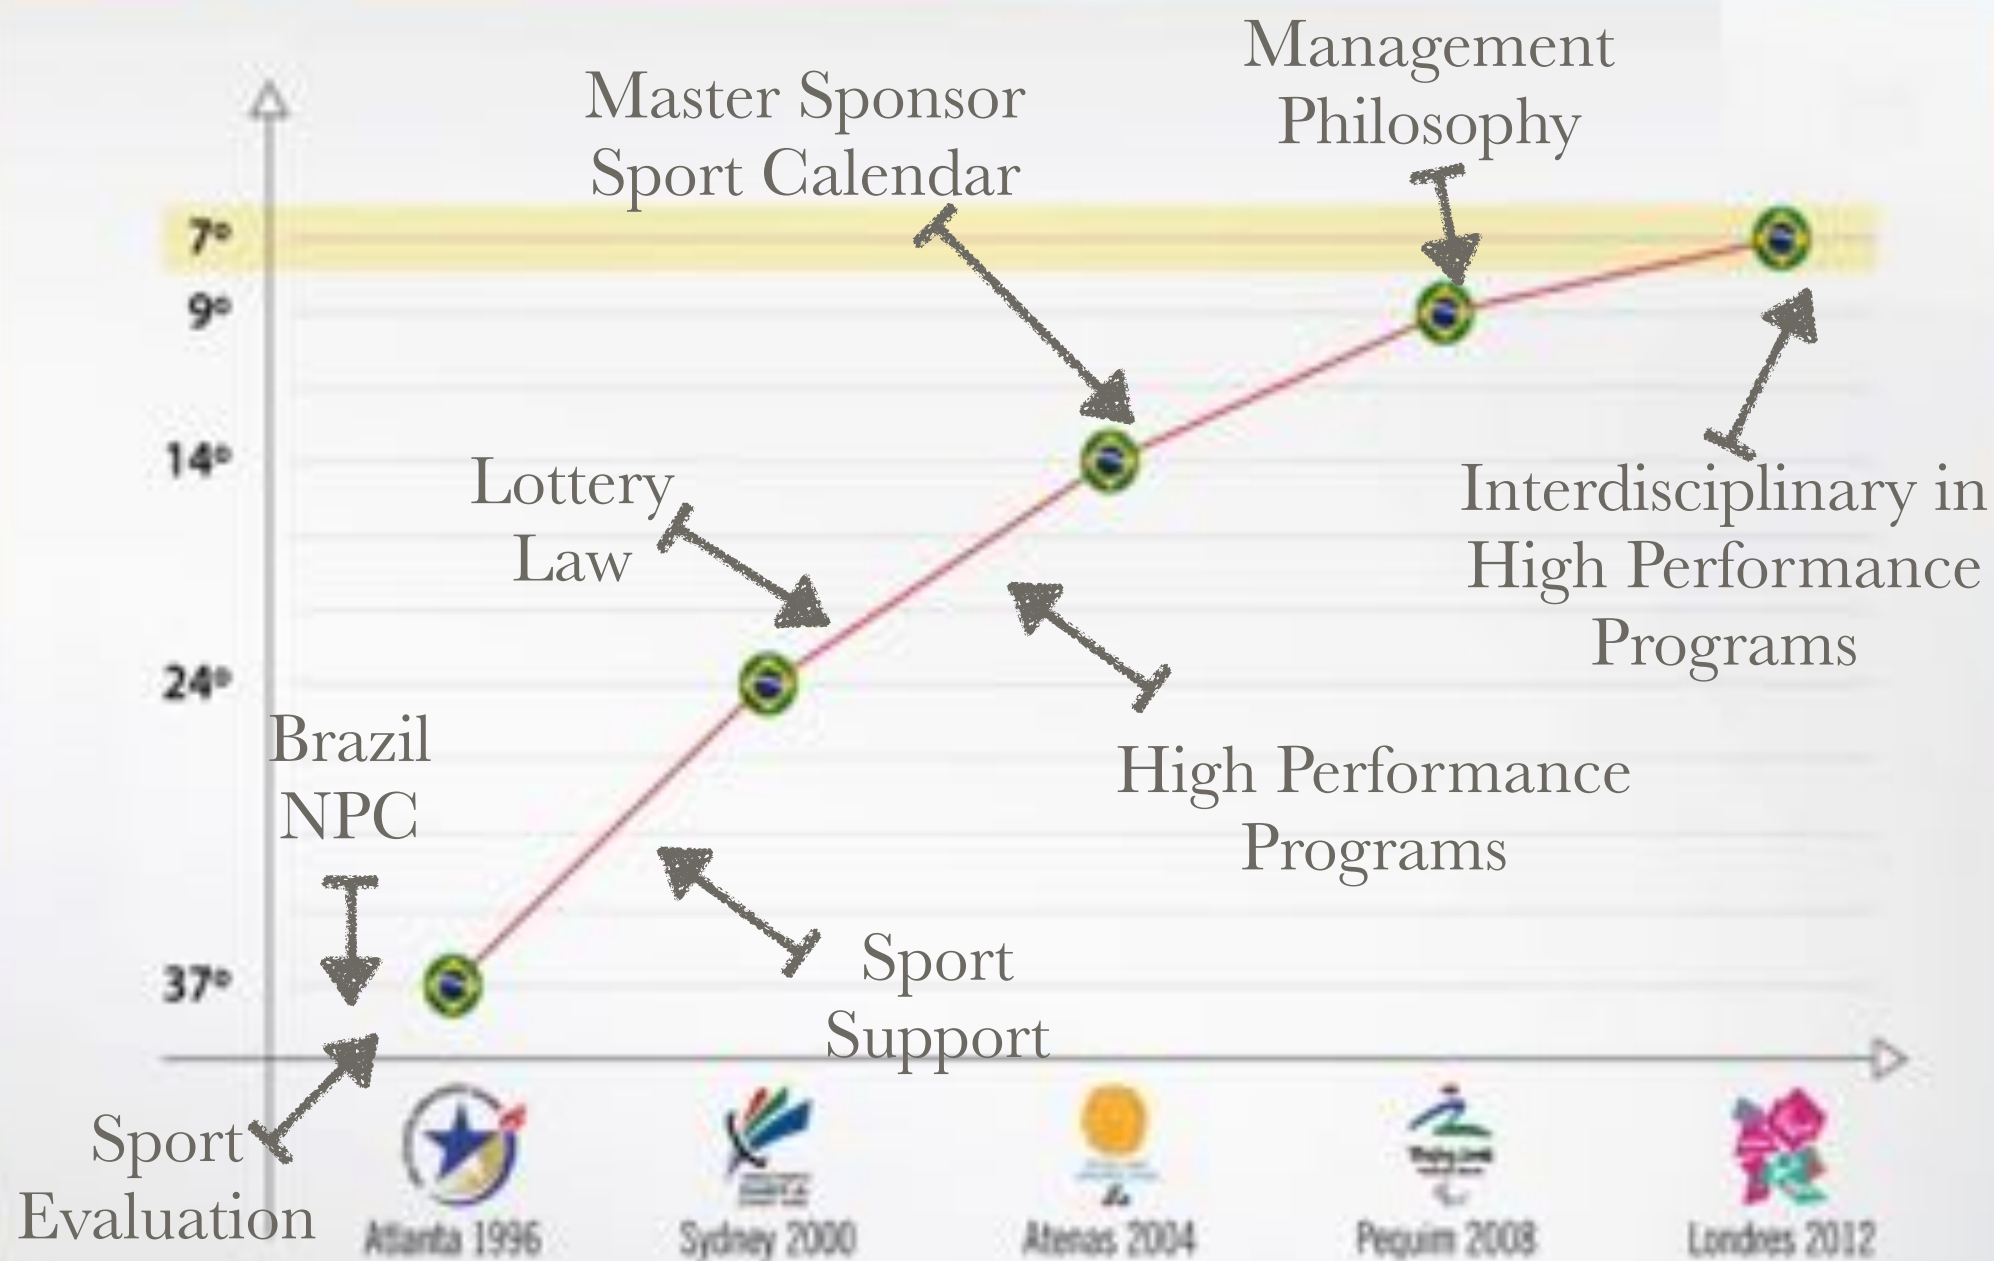 Management
Philosophy
Master Sponsor
Sport Calendar
7º
9º
14º
Lottery
Law
Interdisciplinary in
High Performance
Programs
24º
Brazil
NPC
High Performance
Programs
37º
Sport
Support
Sport
Evaluation
Atlanta 1996
Sydney 2000
Atenas 2004
Pequim 2008
Londres 2012